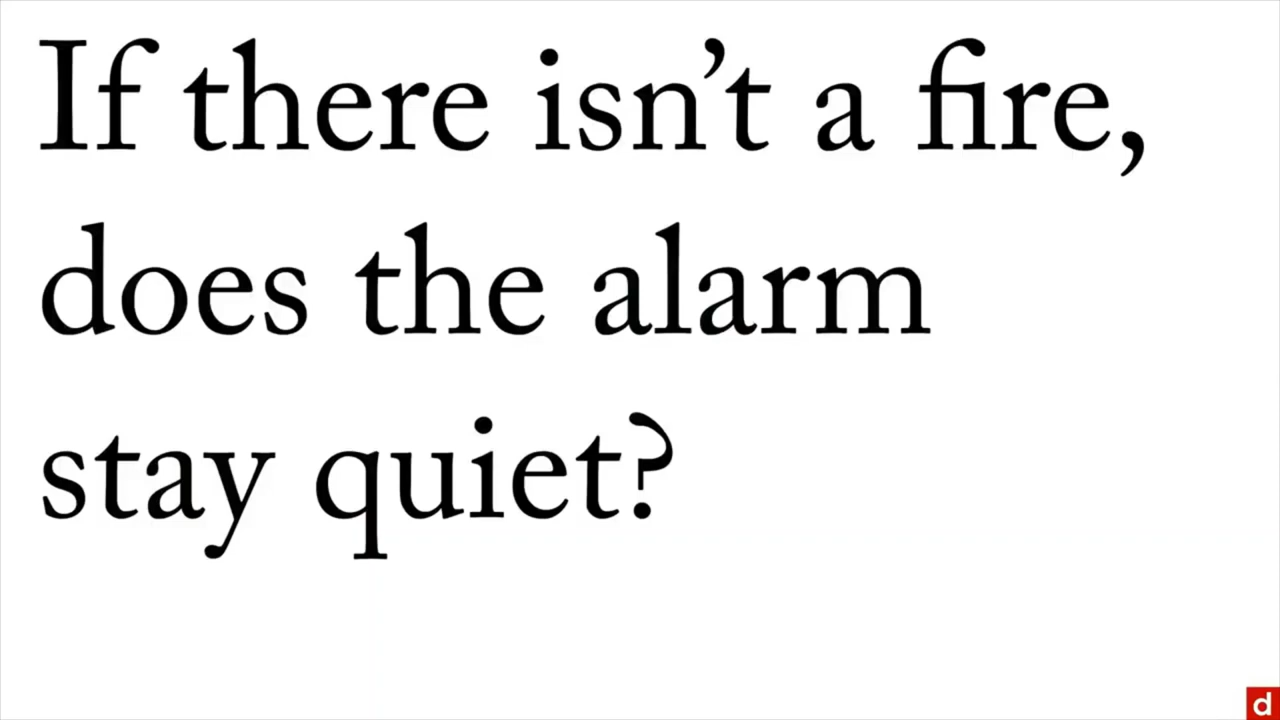 If there isn’t a fire,
does the alarm
stay quiet?
d